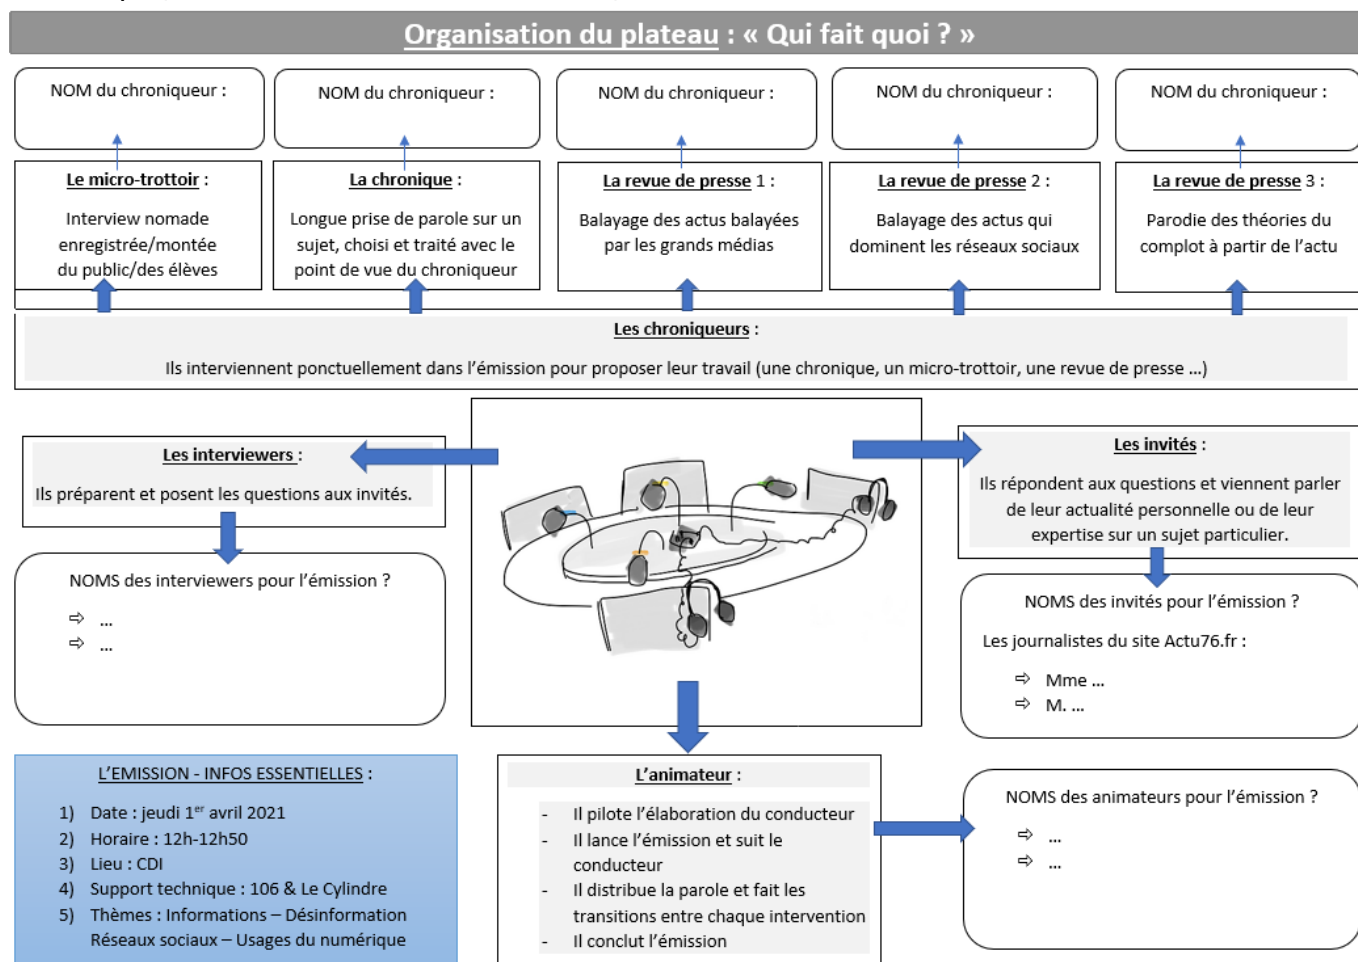 Organisation du plateau : « Qui fait quoi ? »
NOM du chroniqueur :
NOM du chroniqueur :
NOM du chroniqueur :
NOM du chroniqueur :
NOM du chroniqueur :
Le micro-trottoir :
Interview nomade
enregistrée/montée
du public/des élèves
La chronique :
Longue prise de parole sur un
sujet, choisi et traité avec le
point de vue du chroniqueur
La revue de presse 1 :
Balayage des actus balayées
par les grands médias
La revue de presse 2 :
Balayage des actus qui
dominent les réseaux sociaux
La revue de presse 3 :
Parodie des théories du
complot à partir de l’actu
Les chroniqueurs :
Ils interviennent ponctuellement dans l’émission pour proposer leur travail (une chronique, un micro-trottoir, une revue de presse …)
Les interviewers :
Ils préparent et posent les questions aux invités.
NOMS des interviewers pour l’émission ?
⇨ …
⇨ …
Les invités :
Ils répondent aux questions et viennent parler
de leur actualité personnelle ou de leur
expertise sur un sujet particulier.
NOMS des invités pour l’émission ?
Les journalistes du site Actu76.fr :
⇨ Mme …
⇨ M. …
L’EMISSION - INFOS ESSENTIELLES :
1) Date : jeudi 1er avril 2021
2) Horaire : 12h-12h50
3) Lieu : CDI
4) Support technique : 106 & Le Cylindre
5) Thèmes : Informations – Désinformation
Réseaux sociaux – Usages du numérique
L’animateur :
- Il pilote l’élaboration du conducteur
- Il lance l’émission et suit le
conducteur
- Il distribue la parole et fait les
transitions entre chaque intervention
- Il conclut l’émission
NOMS des animateurs pour l’émission ?
⇨ …
⇨ …